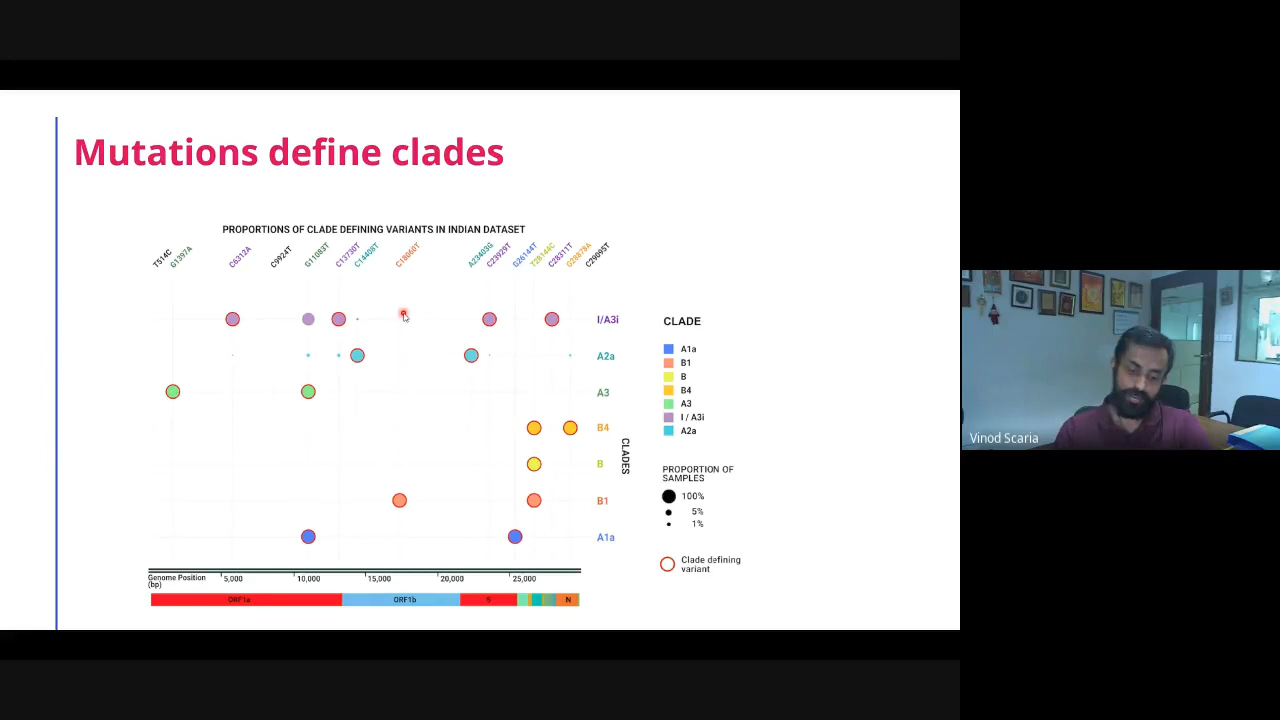 Mutations define clades
PROPORTIONS OF CLADE DEFINING VARIANTS IN INDIAN DATASET
T514C
G1397A
C6312A
C9924T
G11083T
C13730T
C14408T
C18060T
A23403G
C23929T
G26144T
T28144C
C28311T
G28878A
C29095T
I/A3i
A2a
A3
B4
B
B1
A1a
CLADES
CLADE
A1a
B1
B
B4
A3
I / A3i
A2a
PROPORTION OF
SAMPLES
100%
5%
1%
Clade defining
variant
Genome Position
(bp)
5,000
10,000
15,000
20,000
25,000
ORF1a
ORF1b
S
N
Vinod Scaria